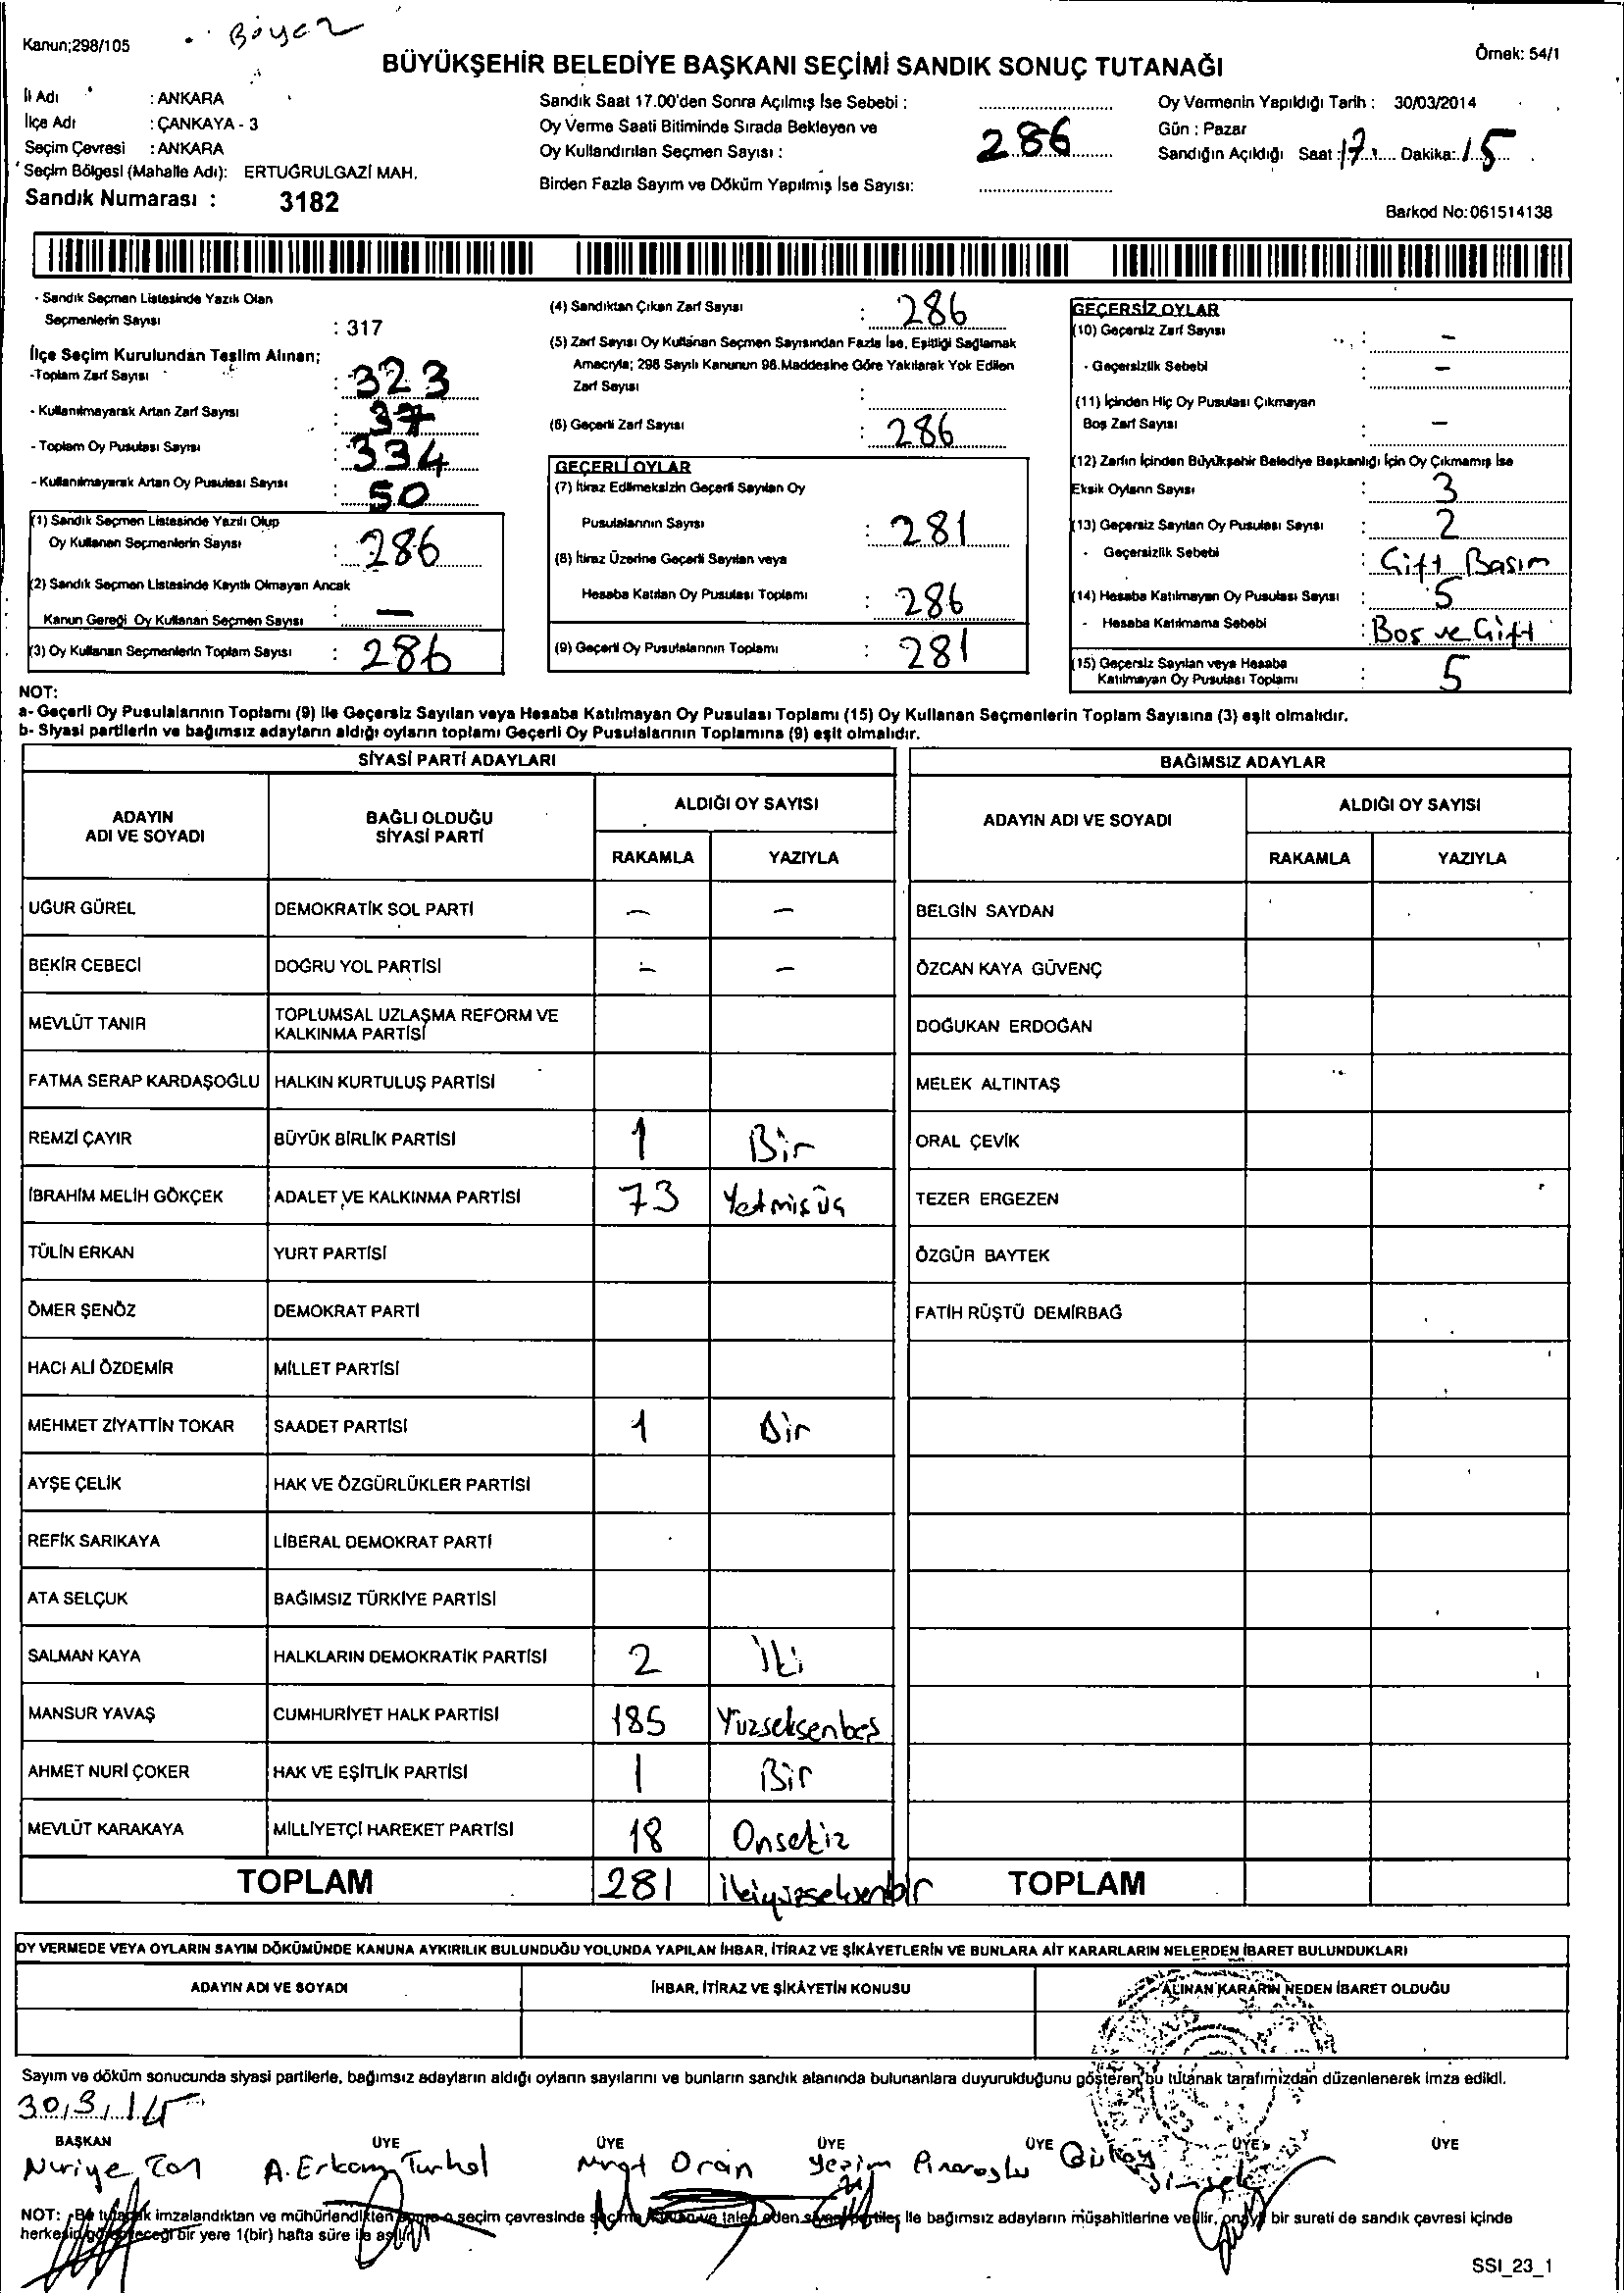 Kanun;298/105
Örnek: 54/1
BÜYÜKŞEHİR BELEDİYE BAŞKANI SEÇİMİ SANDIK SONUÇ TUTANAĞI
İl Adı : ANKARA
İlçe Adı : ÇANKAYA - 3
Seçim Çevresi : ANKARA
Seçim Bölgesi (Mahalle Adı): ERTUĞRULGAZİ MAH.
Sandık Numarası : 3182
Sandık Saat 17.00'den Sonra Açılmış İse Sebebi :
Oy Verme Saati Bitiminde Sırada Bekleyen ve
Oy Kullandırılan Seçmen Sayısı : 286
Birden Fazla Sayım ve Döküm Yapılmış İse Sayısı:
Oy Vermenin Yapıldığı Tarih : 30/03/2014
Gün : Pazar
Sandığın Açıldığı Saat : 17 Dakika: 15
Barkod No:061514138
- Sandık Seçmen Listesinde Yazılı Olan
Seçmenlerin Sayısı : 317
İlçe Seçim Kurulundan Teslim Alınan;
-Toplam Zarf Sayısı : 323
- Kullanılmayarak Artan Zarf Sayısı : 37
- Toplam Oy Pusulası Sayısı : 334
- Kullanılmayarak Artan Oy Pusulası Sayısı : 50
(1) Sandık Seçmen Listesinde Yazılı Olup
Oy Kullanan Seçmenlerin Sayısı : 286
(2) Sandık Seçmen Listesinde Kayıtlı Olmayan Ancak
Kanun Gereği Oy Kullanan Seçmen Sayısı : —
(3) Oy Kullanan Seçmenlerin Toplam Sayısı : 286
(4) Sandıktan Çıkan Zarf Sayısı : 286
(5) Zarf Sayısı Oy Kullanan Seçmen Sayısından Fazla İse, Eşitliği Sağlamak
Amacıyla; 298 Sayılı Kanunun 98.Maddesine Göre Yakılarak Yok Edilen
Zarf Sayısı :
(6) Geçerli Zarf Sayısı : 286
GEÇERLİ OYLAR
(7) İtiraz Edilmeksizin Geçerli Sayılan Oy
Pusulalarının Sayısı : 281
(8) İtiraz Üzerine Geçerli Sayılan veya
Hesaba Katılan Oy Pusulası Toplamı : 286
(9) Geçerli Oy Pusulalarının Toplamı : 281
GEÇERSİZ OYLAR
(10) Geçersiz Zarf Sayısı : —
- Geçersizlik Sebebi : —
(11) İçinden Hiç Oy Pusulası Çıkmayan
Boş Zarf Sayısı : —
(12) Zarfın İçinden Büyükşehir Belediye Başkanlığı İçin Oy Çıkmamış İse
Eksik Oyların Sayısı : 3
(13) Geçersiz Sayılan Oy Pusulası Sayısı : 2
- Geçersizlik Sebebi : Çift Basım
(14) Hesaba Katılmayan Oy Pusulası Sayısı : 5
- Hesaba Katılmama Sebebi : Boş ve Çift
(15) Geçersiz Sayılan veya Hesaba
Katılmayan Oy Pusulası Toplamı : 5
NOT:
a- Geçerli Oy Pusulalarının Toplamı (9) ile Geçersiz Sayılan veya Hesaba Katılmayan Oy Pusulası Toplamı (15) Oy Kullanan Seçmenlerin Toplam Sayısına (3) eşit olmalıdır.
b- Siyasi partilerin ve bağımsız adayların aldığı oyların toplamı Geçerli Oy Pusulalarının Toplamına (9) eşit olmalıdır.
SİYASİ PARTİ ADAYLARI
ADAYIN ADI VE SOYADI
BAĞLI OLDUĞU SİYASİ PARTİ
ALDIĞI OY SAYISI
RAKAMLA YAZIYLA
UĞUR GÜREL DEMOKRATİK SOL PARTİ — —
BEKİR CEBECİ DOĞRU YOL PARTİSİ — —
MEVLÜT TANIR TOPLUMSAL UZLAŞMA REFORM VE KALKINMA PARTİSİ
FATMA SERAP KARDAŞOĞLU HALKIN KURTULUŞ PARTİSİ
REMZİ ÇAYIR BÜYÜK BİRLİK PARTİSİ 1 Bir
İBRAHİM MELİH GÖKÇEK ADALET VE KALKINMA PARTİSİ 73 Yetmişüç
TÜLİN ERKAN YURT PARTİSİ
ÖMER ŞENÖZ DEMOKRAT PARTİ
HACI ALİ ÖZDEMİR MİLLET PARTİSİ
MEHMET ZİYATTİN TOKAR SAADET PARTİSİ 1 Bir
AYŞE ÇELİK HAK VE ÖZGÜRLÜKLER PARTİSİ
REFİK SARIKAYA LİBERAL DEMOKRAT PARTİ
ATA SELÇUK BAĞIMSIZ TÜRKİYE PARTİSİ
SALMAN KAYA HALKLARIN DEMOKRATİK PARTİSİ 2 İki
MANSUR YAVAŞ CUMHURİYET HALK PARTİSİ 185 Yüzseksenbeş
AHMET NURİ ÇOKER HAK VE EŞİTLİK PARTİSİ 1 Bir
MEVLÜT KARAKAYA MİLLİYETÇİ HAREKET PARTİSİ 18 Onsekiz
TOPLAM 281 ikiyüzseksenbir
BAĞIMSIZ ADAYLAR
ADAYIN ADI VE SOYADI
ALDIĞI OY SAYISI
RAKAMLA YAZIYLA
BELGİN SAYDAN
ÖZCAN KAYA GÜVENÇ
DOĞUKAN ERDOĞAN
MELEK ALTINTAŞ
ORAL ÇEVİK
TEZER ERGEZEN
ÖZGÜR BAYTEK
FATİH RÜŞTÜ DEMİRBAĞ
TOPLAM
OY VERMEDE VEYA OYLARIN SAYIM DÖKÜMÜNDE KANUNA AYKIRILIK BULUNDUĞU YOLUNDA YAPILAN İHBAR, İTİRAZ VE ŞİKÂYETLERİN VE BUNLARA AİT KARARLARIN NELERDEN İBARET BULUNDUKLARI
ADAYIN ADI VE SOYADI
İHBAR, İTİRAZ VE ŞİKÂYETİN KONUSU
ALINAN KARARIN NEDEN İBARET OLDUĞU
Sayım ve döküm sonucunda siyasi partilerle, bağımsız adayların aldığı oyların sayılarını ve bunların sandık alanında bulunanlara duyurulduğunu gösteren bu tutanak tarafımızdan düzenlenerek imza edildi.
30/3/14
BAŞKAN ÜYE ÜYE ÜYE ÜYE ÜYE ÜYE
Nuriye A. Erkan Oran Yezim Pınaroğlu
NOT: Bu tutanak imzalandıktan ve mühürlendikten sonra o seçim çevresinde seçime katılan ve talep eden siyasi partiler ile bağımsız adayların müşahitlerine verilir, onaylı bir sureti de sandık çevresi içinde
herkesin görebileceği bir yere 1(bir) hafta süre ile asılır.
SSI_23_1